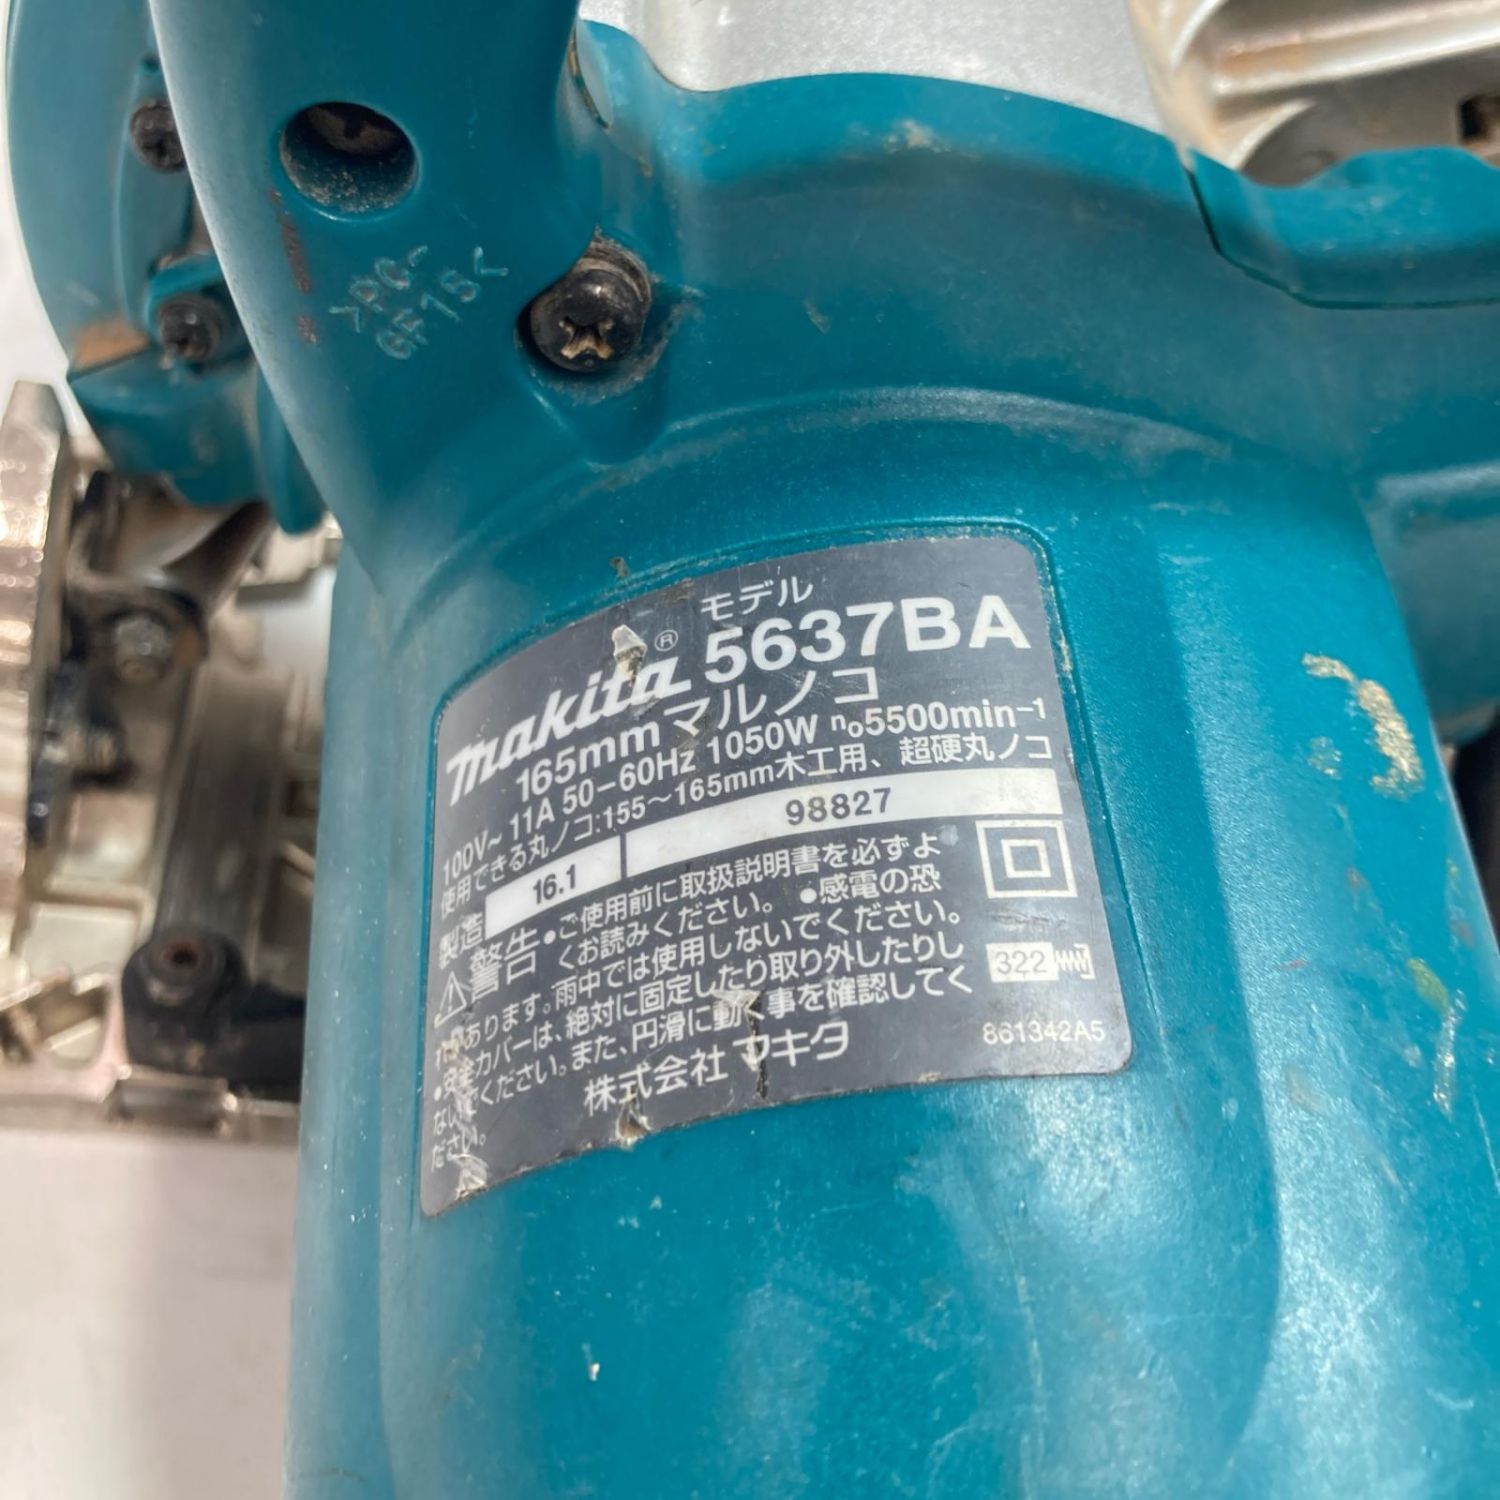 >PC-
GF15<
モデル
makita® 5637BA
165mmマルノコ
100V~ 11A 50-60Hz 1050W n₀5500min⁻¹
使用できる丸ノコ:155～165mm木工用、超硬丸ノコ
製造 16.1 98827
⚠警告 •ご使用前に取扱説明書を必ずよ
くお読みください。 •感電の恐
れがあります。雨中では使用しないでください。
•安全カバーは、絶対に固定したり取り外したりし
ないでください。また、円滑に動く事を確認してく
ださい。
322
株式会社 マキタ
861342A5